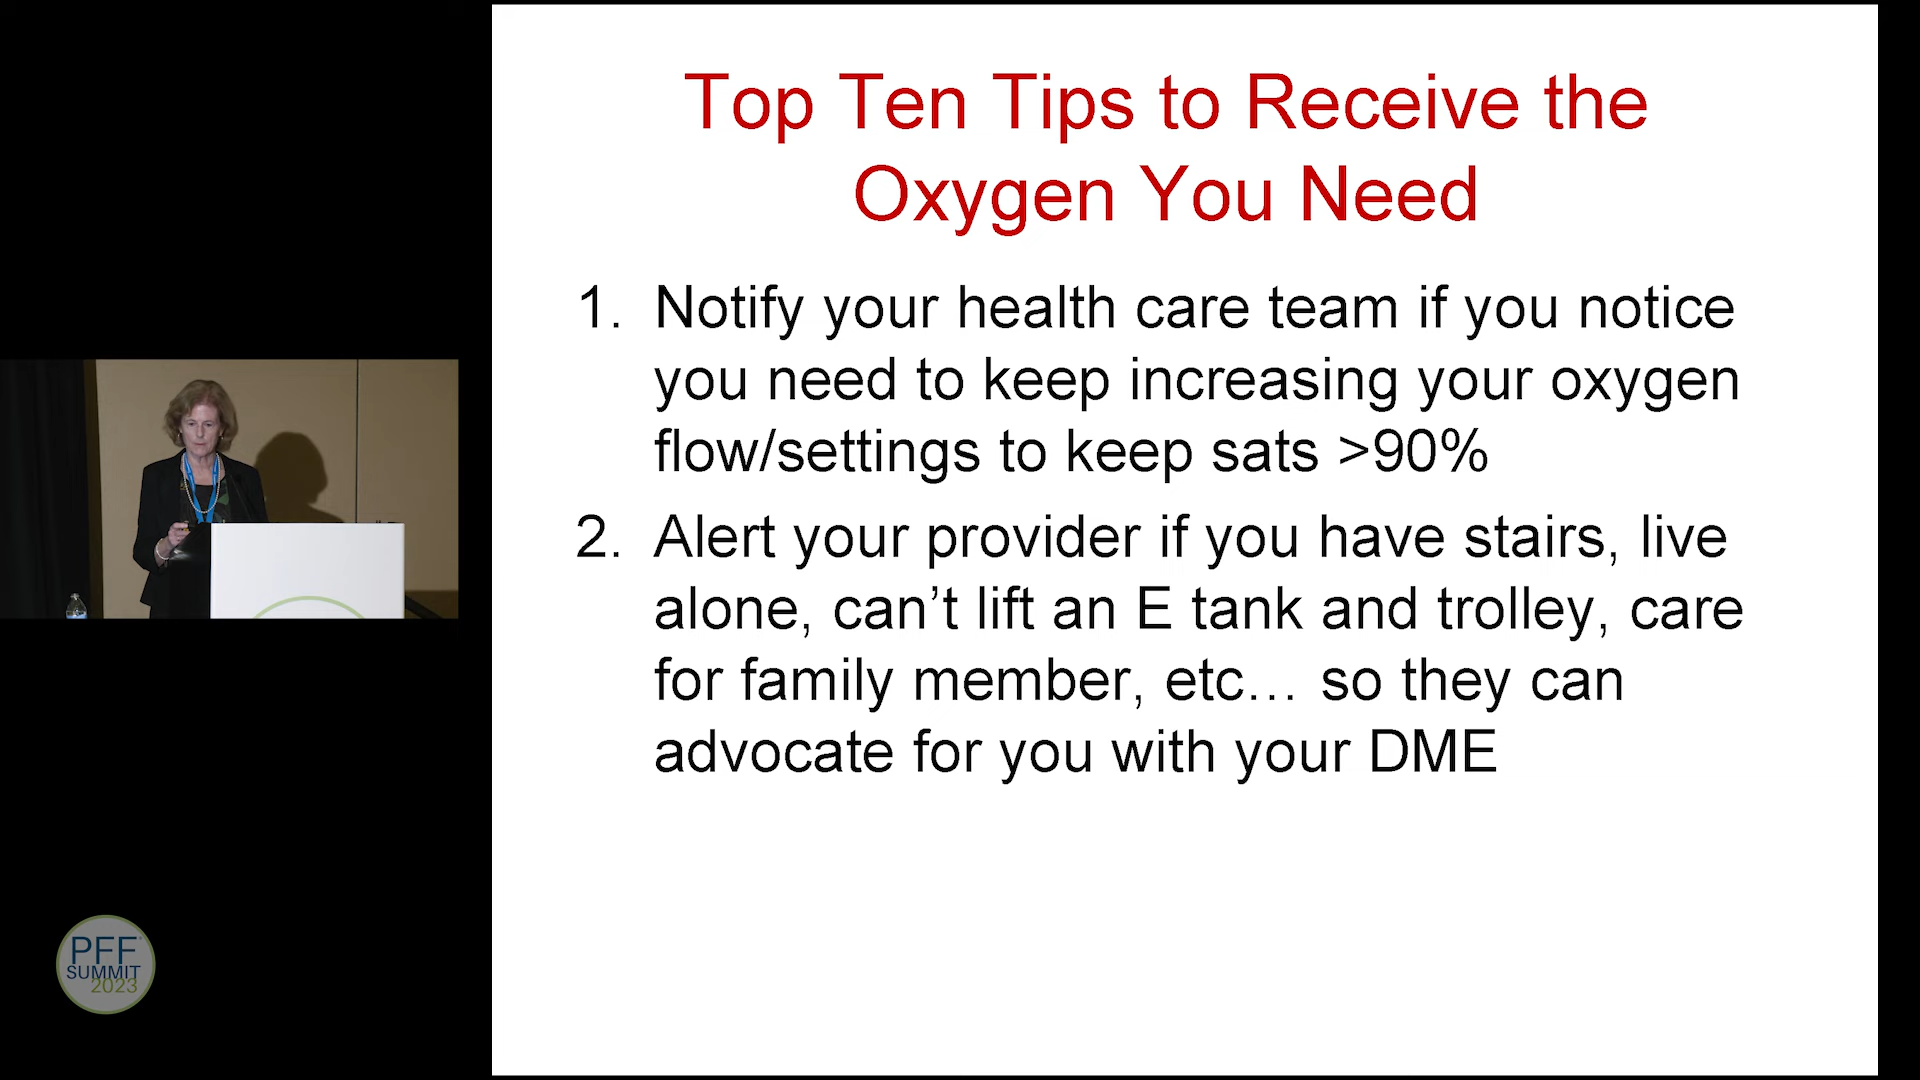 Top Ten Tips to Receive the
Oxygen You Need
1. Notify your health care team if you notice
you need to keep increasing your oxygen
flow/settings to keep sats >90%
2. Alert your provider if you have stairs, live
alone, can’t lift an E tank and trolley, care
for family member, etc… so they can
advocate for you with your DME
PFF
SUMMIT
2023